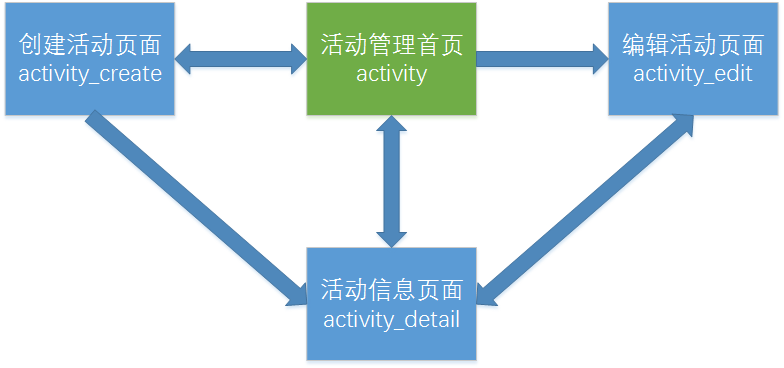 创建活动页面
activity_create
活动管理首页
activity
编辑活动页面
activity_edit
活动信息页面
activity_detail